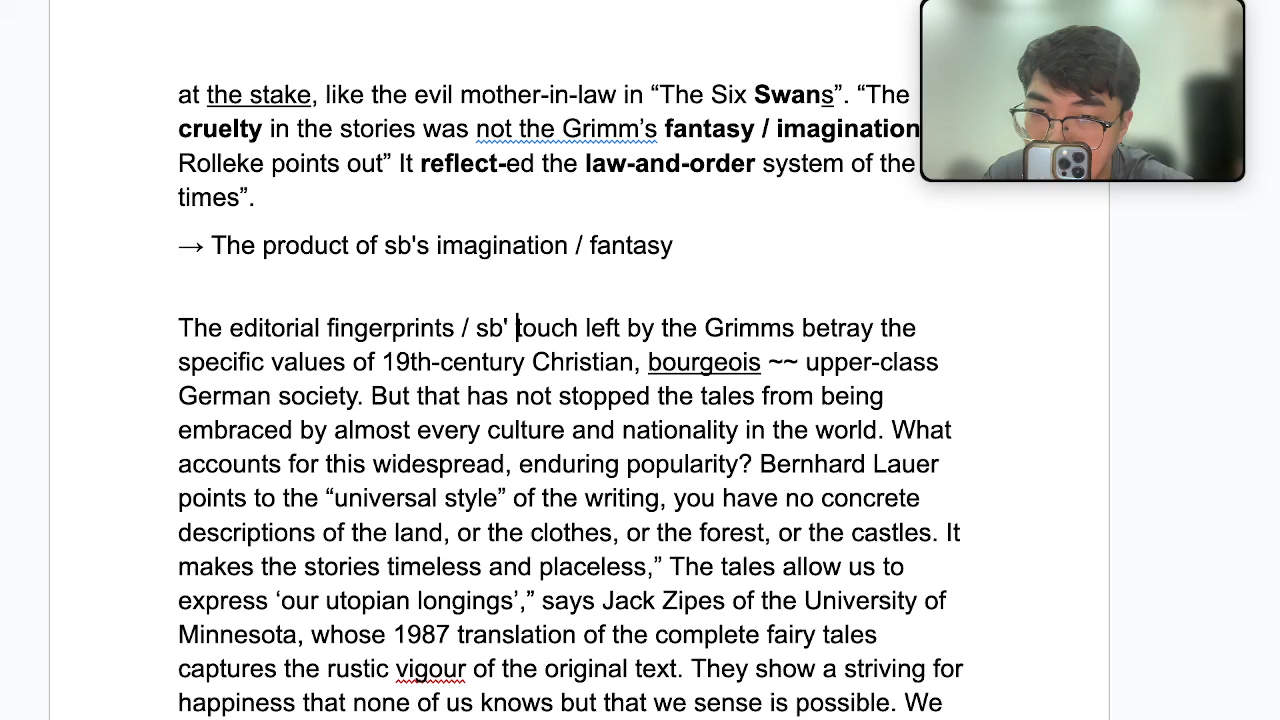 at the stake, like the evil mother-in-law in “The Six Swans”. “The
cruelty in the stories was not the Grimm’s fantasy / imagination
Rolleke points out” It reflect-ed the law-and-order system of the
times”.
→ The product of sb's imagination / fantasy
The editorial fingerprints / sb' touch left by the Grimms betray the
specific values of 19th-century Christian, bourgeois ~~ upper-class
German society. But that has not stopped the tales from being
embraced by almost every culture and nationality in the world. What
accounts for this widespread, enduring popularity? Bernhard Lauer
points to the “universal style” of the writing, you have no concrete
descriptions of the land, or the clothes, or the forest, or the castles. It
makes the stories timeless and placeless,” The tales allow us to
express ‘our utopian longings’,” says Jack Zipes of the University of
Minnesota, whose 1987 translation of the complete fairy tales
captures the rustic vigour of the original text. They show a striving for
happiness that none of us knows but that we sense is possible. We